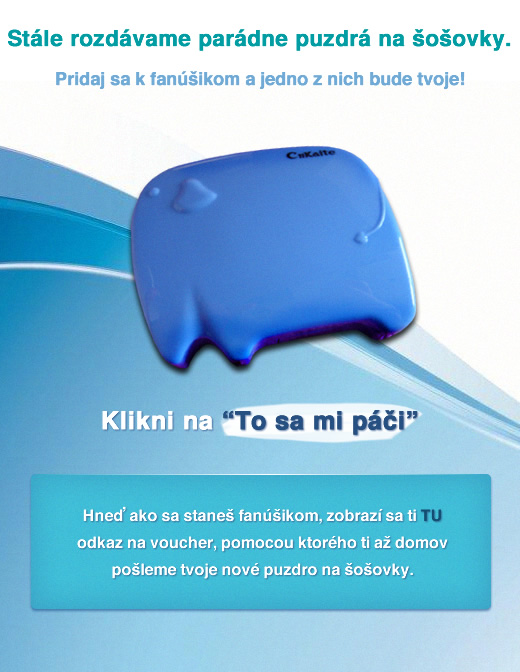 Stále rozdávame parádne puzdrá na šošovky.
Pridaj sa k fanúšikom a jedno z nich bude tvoje!
CnKaite
Klikni na “To sa mi páči”
Hneď ako sa staneš fanúšikom, zobrazí sa ti TU
odkaz na voucher, pomocou ktorého ti až domov
pošleme tvoje nové puzdro na šošovky.